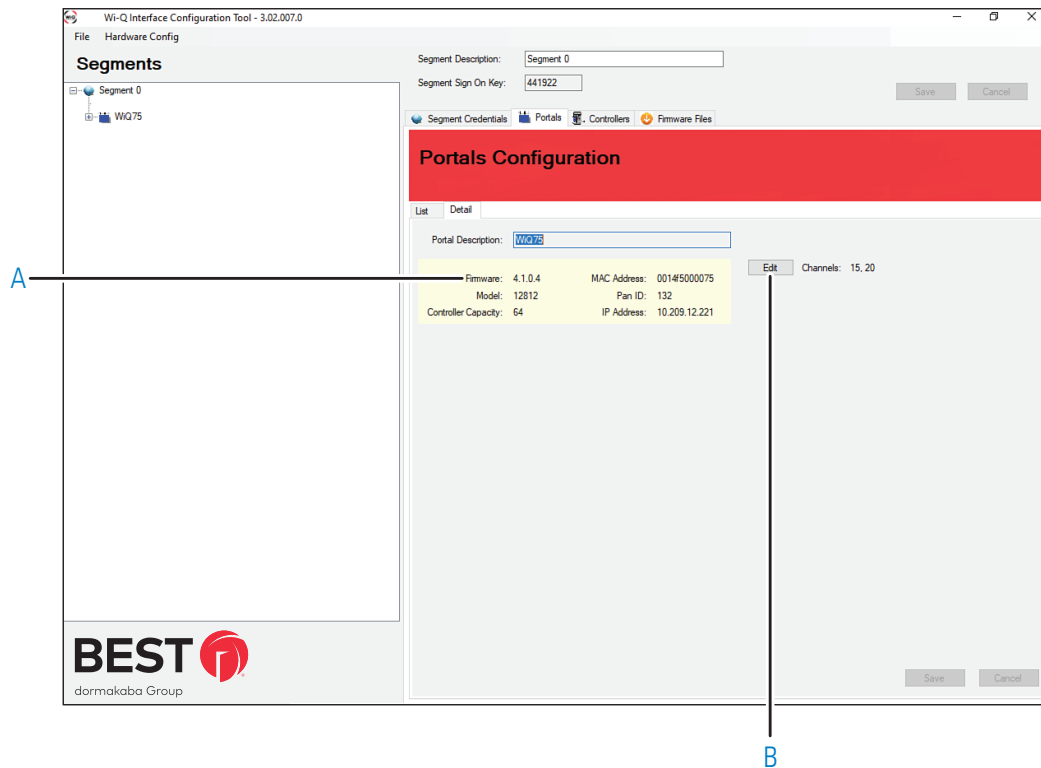 WiQ Wi-Q Interface Configuration Tool - 3.02.007.0
File Hardware Config
Segments
Segment 0
WiQ75
Segment Description: Segment 0
Segment Sign On Key: 441922
Save Cancel
Segment Credentials Portals Controllers Firmware Files
Portals Configuration
List Detail
Portal Description: WiQ75
A
Firmware: 4.1.0.4 MAC Address: 0014f5000075
Model: 12812 Pan ID: 132
Controller Capacity: 64 IP Address: 10.209.12.221
Edit Channels: 15, 20
BEST
dormakaba Group
Save Cancel
B